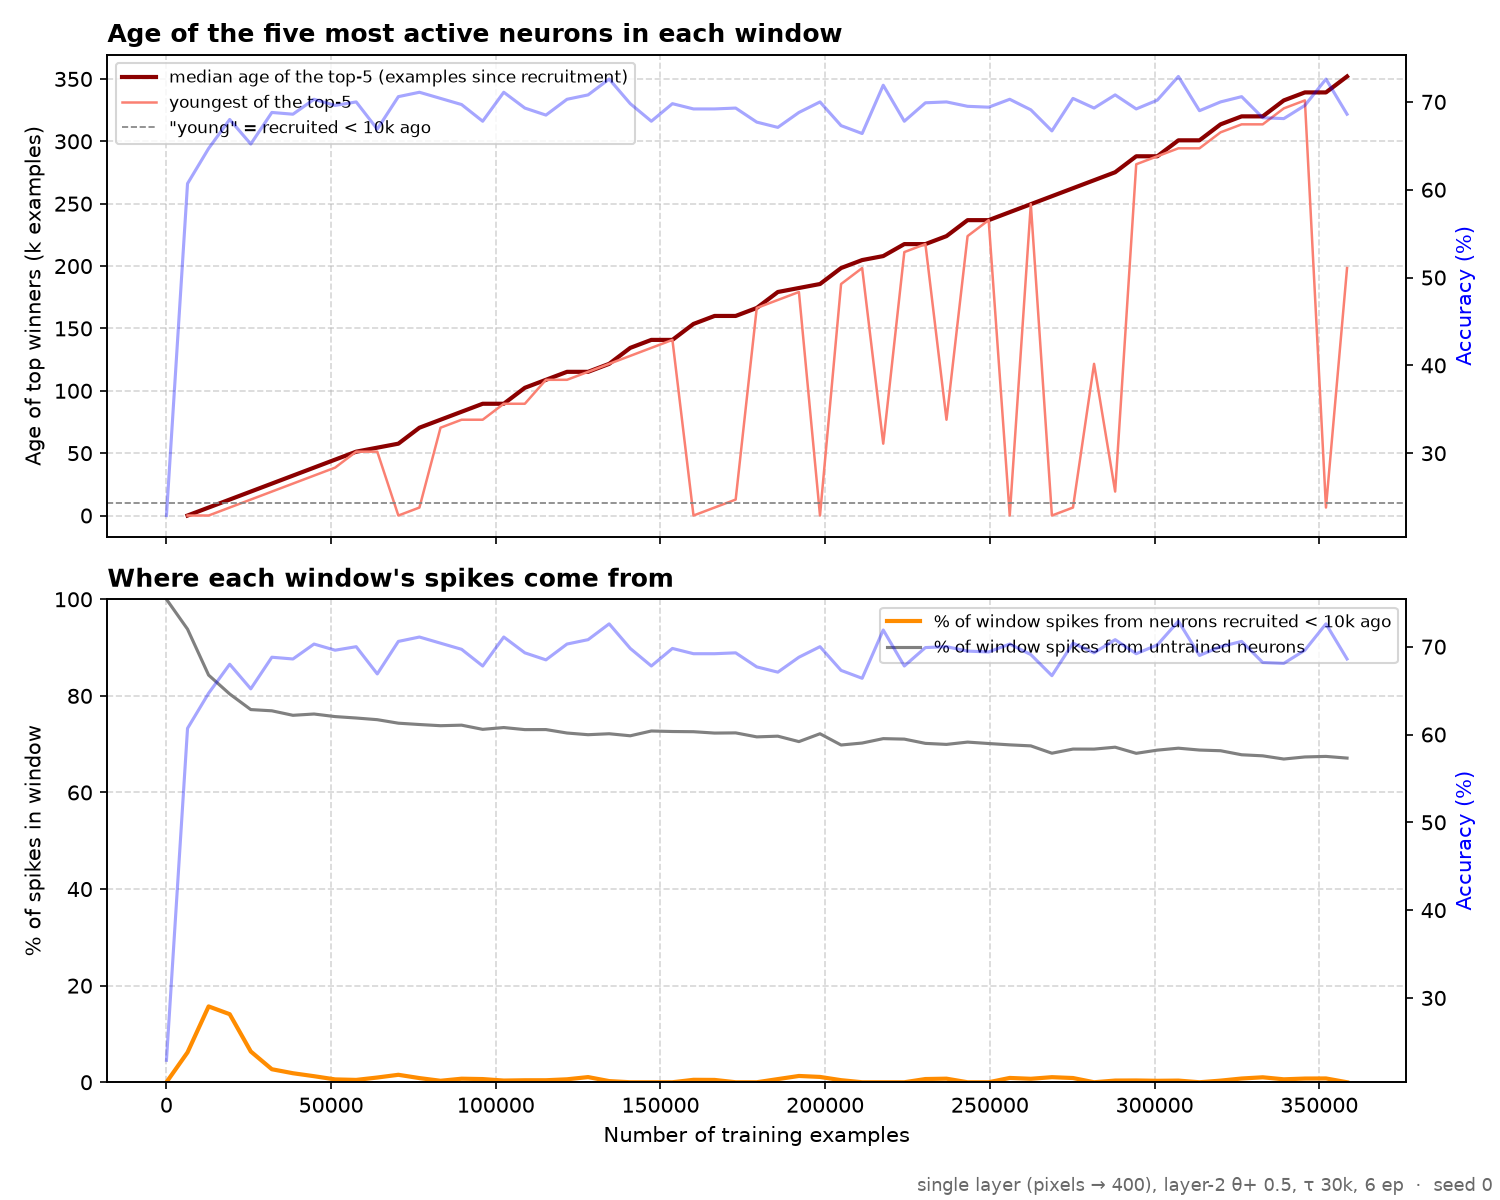 Age of the five most active neurons in each window
median age of the top-5 (examples since recruitment)
youngest of the top-5
"young" = recruited < 10k ago
Age of top winners (k examples)
350
300
250
200
150
100
50
0
70
60
50
40
30
Accuracy (%)
Where each window's spikes come from
% of window spikes from neurons recruited < 10k ago
% of window spikes from untrained neurons
% of spikes in window
100
80
60
40
20
0
70
60
50
40
30
Accuracy (%)
0 50000 100000 150000 200000 250000 300000 350000
Number of training examples
single layer (pixels → 400), layer-2 θ+ 0.5, τ 30k, 6 ep · seed 0